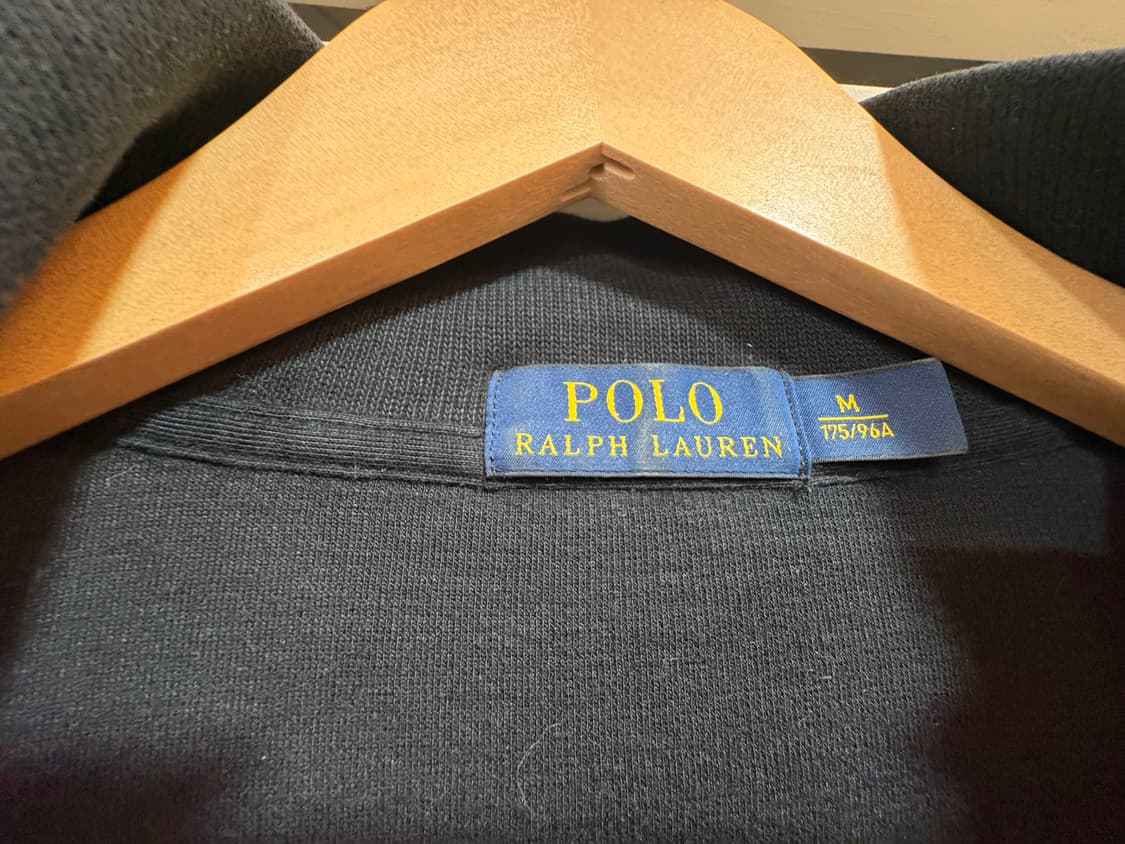 POLO
RALPH LAUREN
M
175/96A